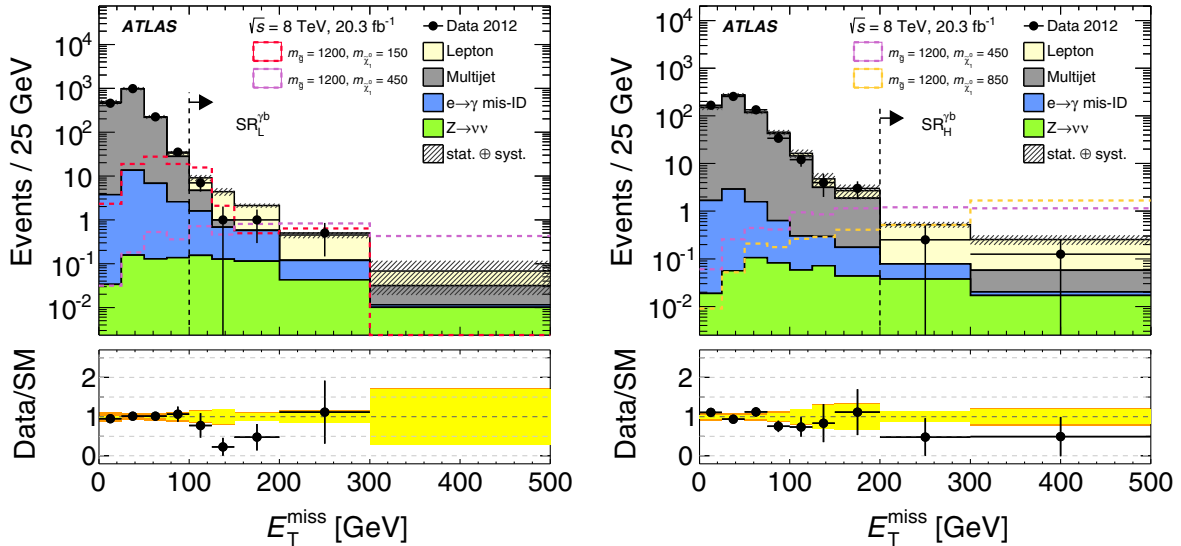 ATLAS
√s = 8 TeV, 20.3 fb⁻¹
Data 2012
m_g = 1200, m_χ̃₁⁰ = 150
m_g = 1200, m_χ̃₁⁰ = 450
Lepton
Multijet
e→γ mis-ID
Z→νν
stat. ⊕ syst.
SR_L^γb
Events / 25 GeV
10⁴
10³
10²
10
1
10⁻¹
10⁻²
Data/SM
2
1
0
0 100 200 300 400 500
E_T^miss [GeV]
ATLAS
√s = 8 TeV, 20.3 fb⁻¹
Data 2012
m_g = 1200, m_χ̃₁⁰ = 450
m_g = 1200, m_χ̃₁⁰ = 850
Lepton
Multijet
e→γ mis-ID
Z→νν
stat. ⊕ syst.
SR_H^γb
Events / 25 GeV
10⁴
10³
10²
10
1
10⁻¹
10⁻²
Data/SM
2
1
0
0 100 200 300 400 500
E_T^miss [GeV]